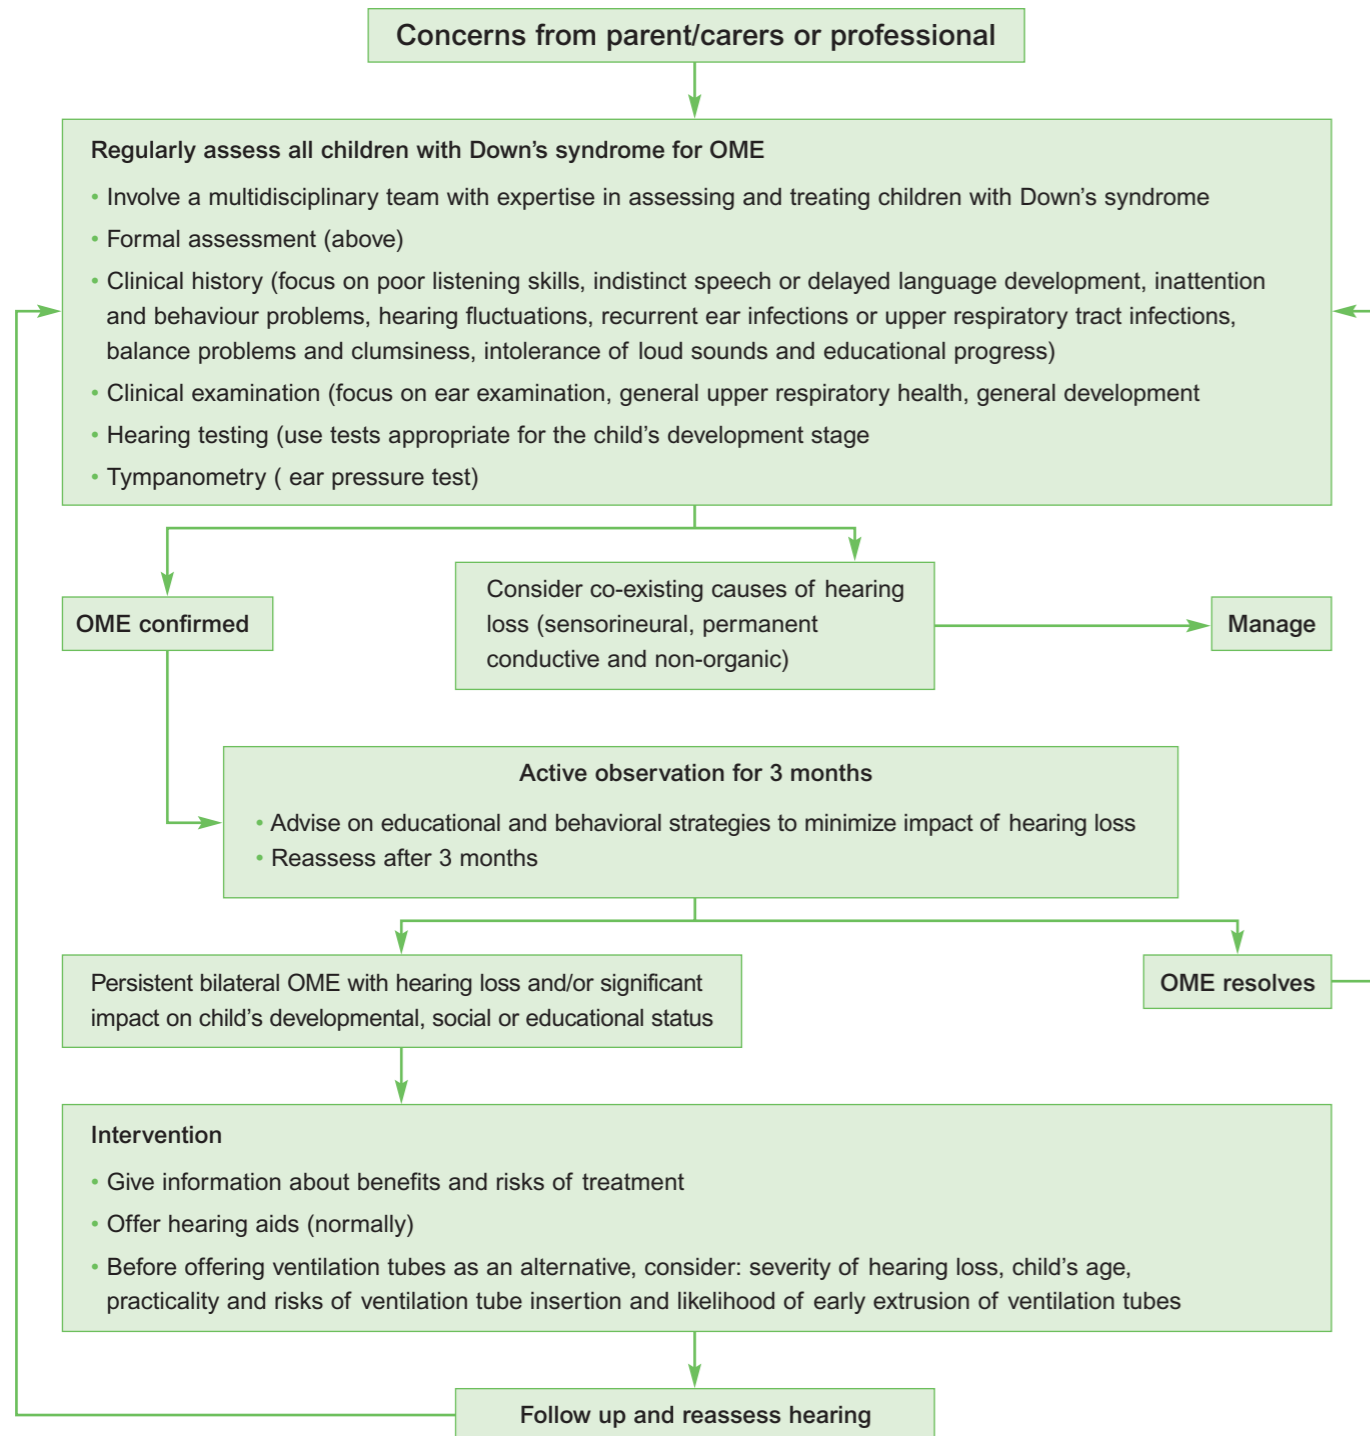 Concerns from parent/carers or professional
Regularly assess all children with Down's syndrome for OME
• Involve a multidisciplinary team with expertise in assessing and treating children with Down's syndrome
• Formal assessment (above)
• Clinical history (focus on poor listening skills, indistinct speech or delayed language development, inattention
and behaviour problems, hearing fluctuations, recurrent ear infections or upper respiratory tract infections,
balance problems and clumsiness, intolerance of loud sounds and educational progress)
• Clinical examination (focus on ear examination, general upper respiratory health, general development
• Hearing testing (use tests appropriate for the child's development stage
• Tympanometry ( ear pressure test)
OME confirmed
Consider co-existing causes of hearing
loss (sensorineural, permanent
conductive and non-organic)
Manage
Active observation for 3 months
• Advise on educational and behavioral strategies to minimize impact of hearing loss
• Reassess after 3 months
Persistent bilateral OME with hearing loss and/or significant
impact on child's developmental, social or educational status
OME resolves
Intervention
• Give information about benefits and risks of treatment
• Offer hearing aids (normally)
• Before offering ventilation tubes as an alternative, consider: severity of hearing loss, child's age,
practicality and risks of ventilation tube insertion and likelihood of early extrusion of ventilation tubes
Follow up and reassess hearing